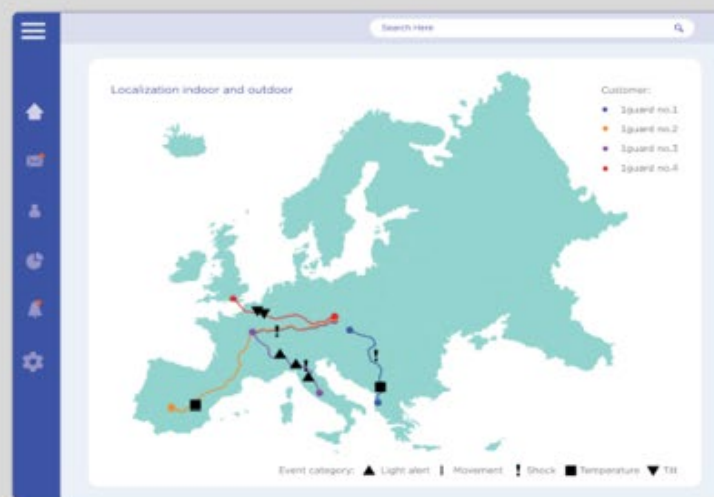 Search Here
Localization indoor and outdoor
Customer:
1guard no.1
1guard no.2
1guard no.3
1guard no.4
Event category: Light alert Movement Shock Temperature Tilt